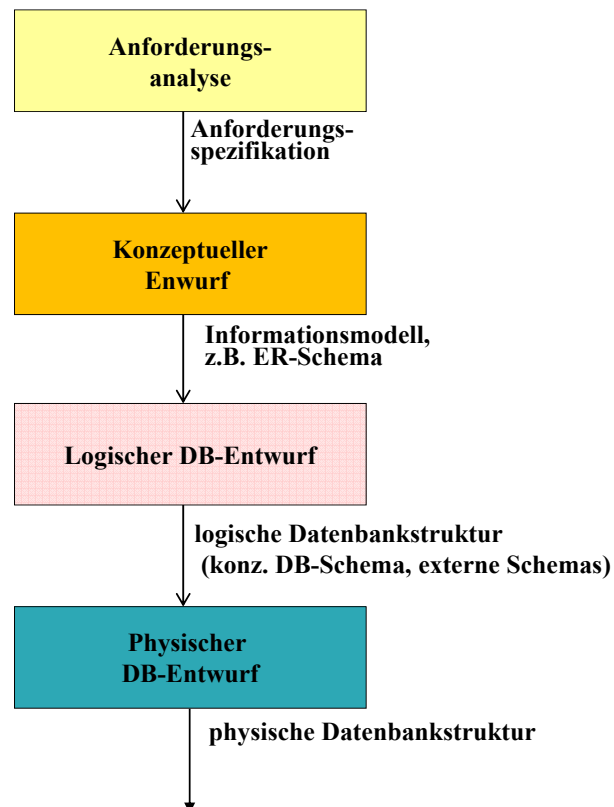 Anforderungs-
analyse
Anforderungs-
spezifikation
Konzeptueller
Enwurf
Informationsmodell,
z.B. ER-Schema
Logischer DB-Entwurf
logische Datenbankstruktur
(konz. DB-Schema, externe Schemas)
Physischer
DB-Entwurf
physische Datenbankstruktur